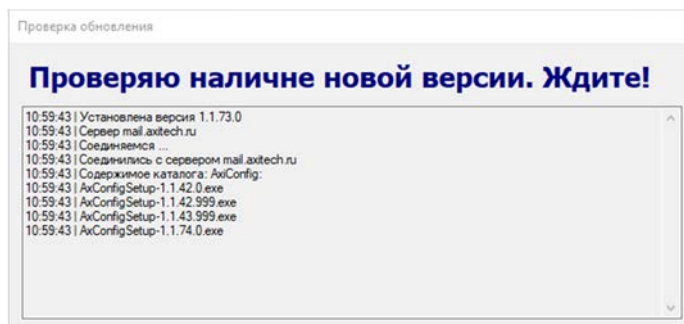 Проверка обновления
Проверяю наличне новой версии. Ждите!
10:59:43 | Установлена версия 1.1.73.0
10:59:43 | Сервер mail.axitech.ru
10:59:43 | Соединяемся ...
10:59:43 | Соединились с сервером mail.axitech.ru
10:59:43 | Содержимое каталога: AxiConfig:
10:59:43 | AxConfigSetup-1.1.42.0.exe
10:59:43 | AxConfigSetup-1.1.42.999.exe
10:59:43 | AxConfigSetup-1.1.43.999.exe
10:59:43 | AxConfigSetup-1.1.74.0.exe